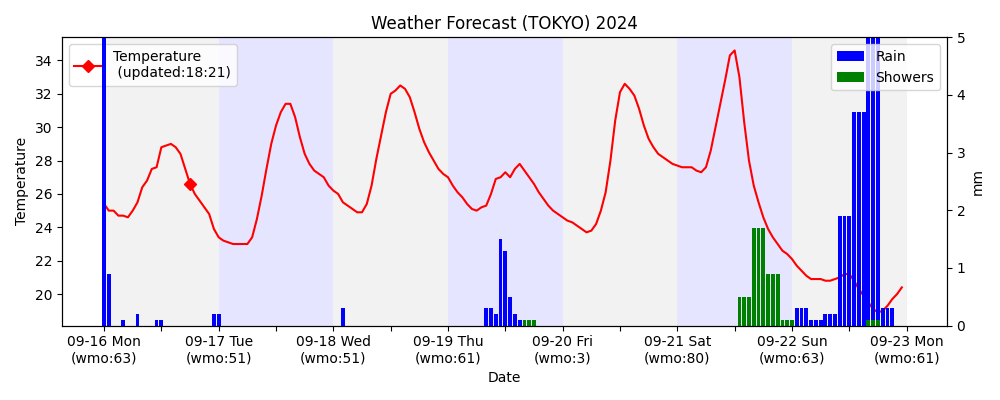 Weather Forecast (TOKYO) 2024
Temperature
(updated:18:21)
Rain
Showers
Temperature
34
32
30
28
26
24
22
20
5
4
3
2
1
0
mm
09-16 Mon
(wmo:63)
09-17 Tue
(wmo:51)
09-18 Wed
(wmo:51)
09-19 Thu
(wmo:61)
09-20 Fri
(wmo:3)
09-21 Sat
(wmo:80)
09-22 Sun
(wmo:63)
09-23 Mon
(wmo:61)
Date